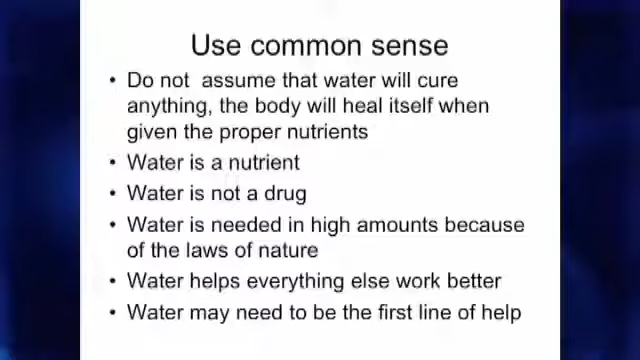 Use common sense
• Do not assume that water will cure
anything, the body will heal itself when
given the proper nutrients
• Water is a nutrient
• Water is not a drug
• Water is needed in high amounts because
of the laws of nature
• Water helps everything else work better
• Water may need to be the first line of help